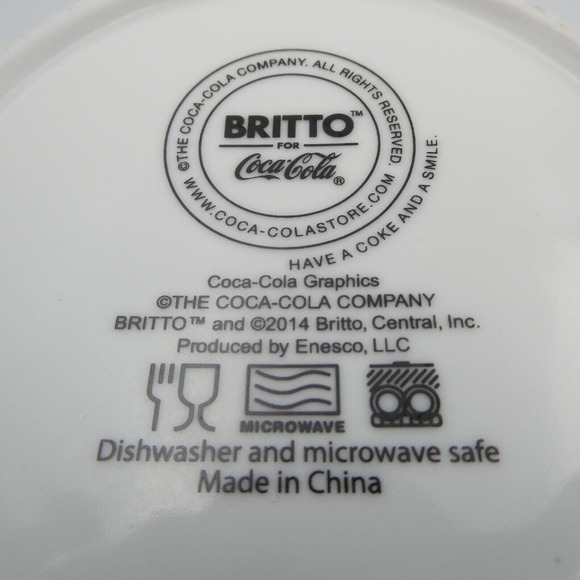 ©THE COCA-COLA COMPANY. ALL RIGHTS RESERVED.
BRITTO™
FOR
Coca-Cola®
WWW.COCA-COLASTORE.COM
HAVE A COKE AND A SMILE.
Coca-Cola Graphics
©THE COCA-COLA COMPANY
BRITTO™ and ©2014 Britto, Central, Inc.
Produced by Enesco, LLC
MICROWAVE
Dishwasher and microwave safe
Made in China